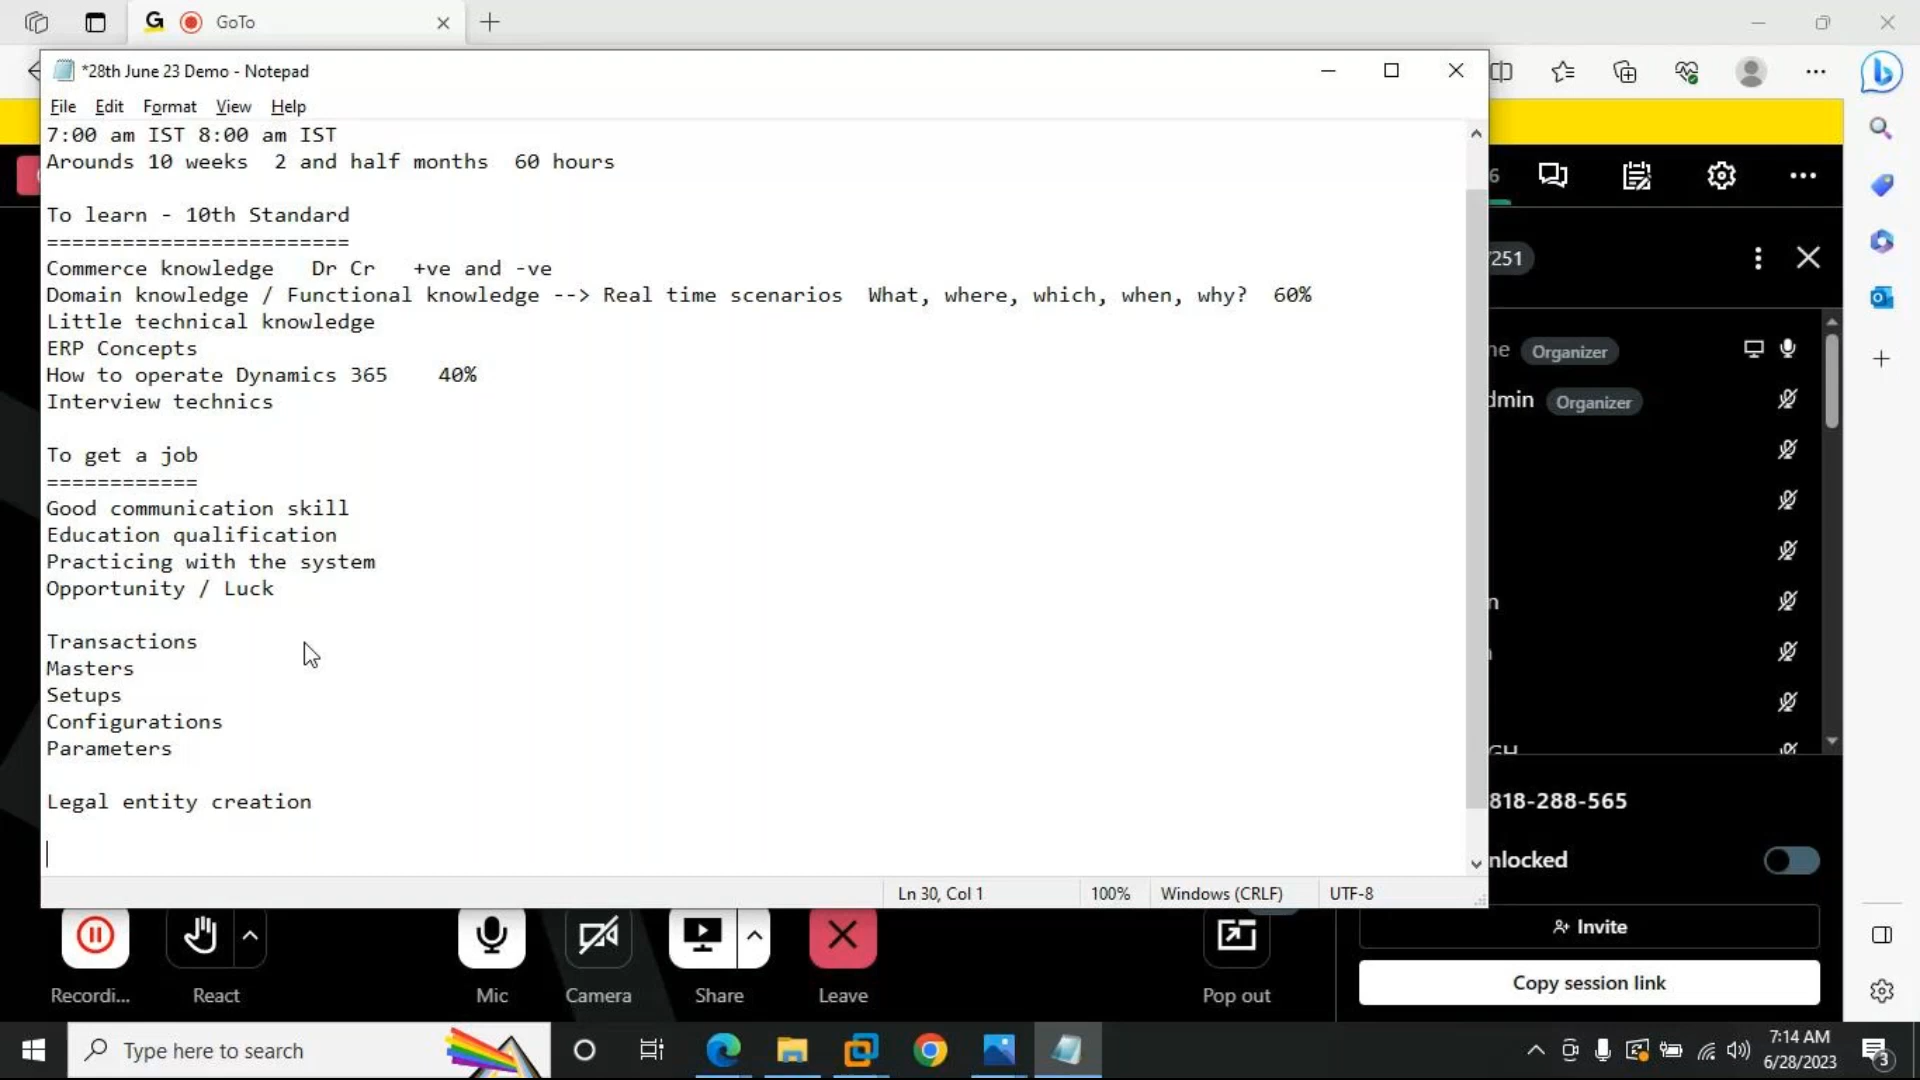 GoTo
*28th June 23 Demo - Notepad
File Edit Format View Help
7:00 am IST 8:00 am IST
Arounds 10 weeks  2 and half months  60 hours
To learn - 10th Standard
========================
Commerce knowledge   Dr Cr   +ve and -ve
Domain knowledge / Functional knowledge --> Real time scenarios  What, where, which, when, why?  60%
Little technical knowledge
ERP Concepts
How to operate Dynamics 365    40%
Interview technics
To get a job
============
Good communication skill
Education qualification
Practicing with the system
Opportunity / Luck
Transactions
Masters
Setups
Configurations
Parameters
Legal entity creation
Ln 30, Col 1
100%
Windows (CRLF)
UTF-8
6
251
Organizer
dmin Organizer
818-288-565
nlocked
Invite
Copy session link
Recordi...
React
Mic
Camera
Share
Leave
Pop out
Type here to search
7:14 AM
6/28/2023
3